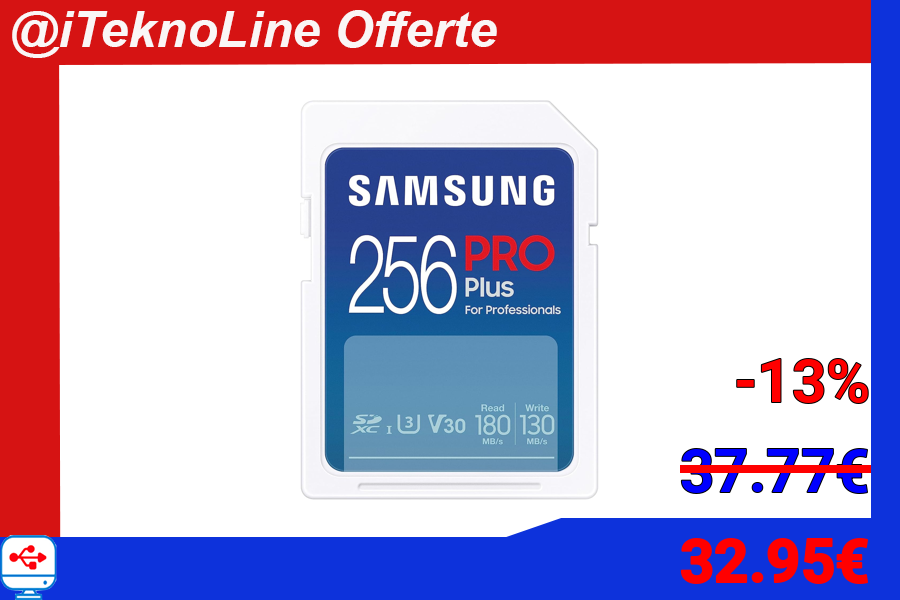 @iTeknoLine Offerte
SAMSUNG
256 PRO
Plus
For Professionals
SD XC I U3 V30 Read 180 MB/s Write 130 MB/s
-13%
37.77€
32.95€